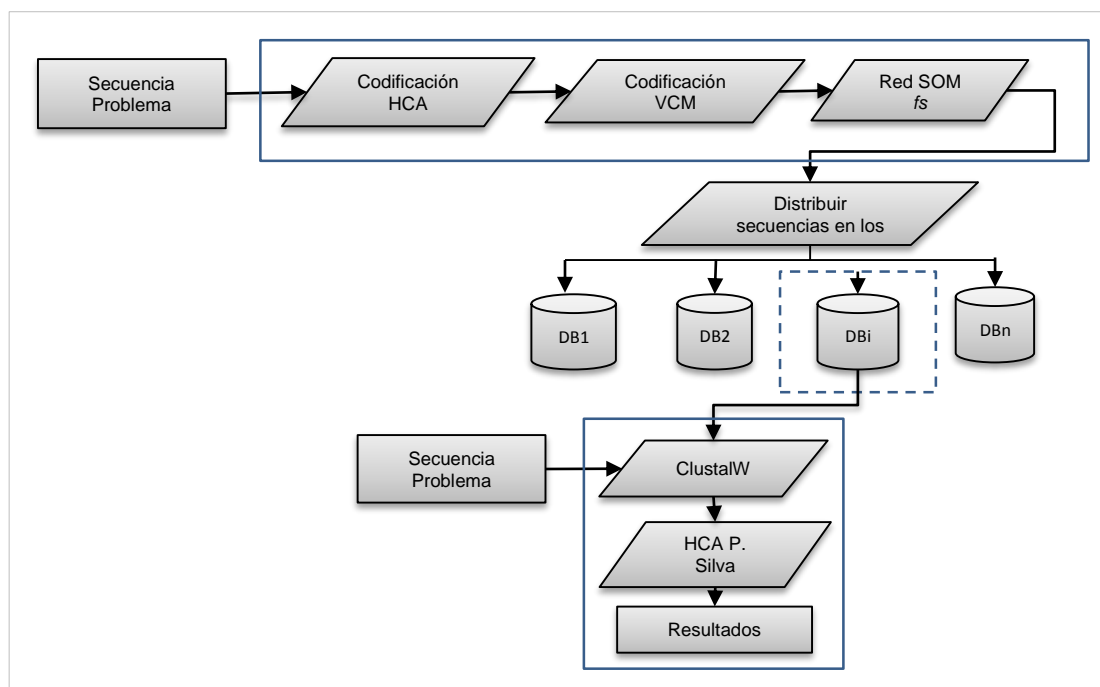 Secuencia
Problema
Codificación
HCA
Codificación
VCM
Red SOM
fs
Distribuir
secuencias en los
DB1
DB2
DBi
DBn
Secuencia
Problema
ClustalW
HCA P.
Silva
Resultados